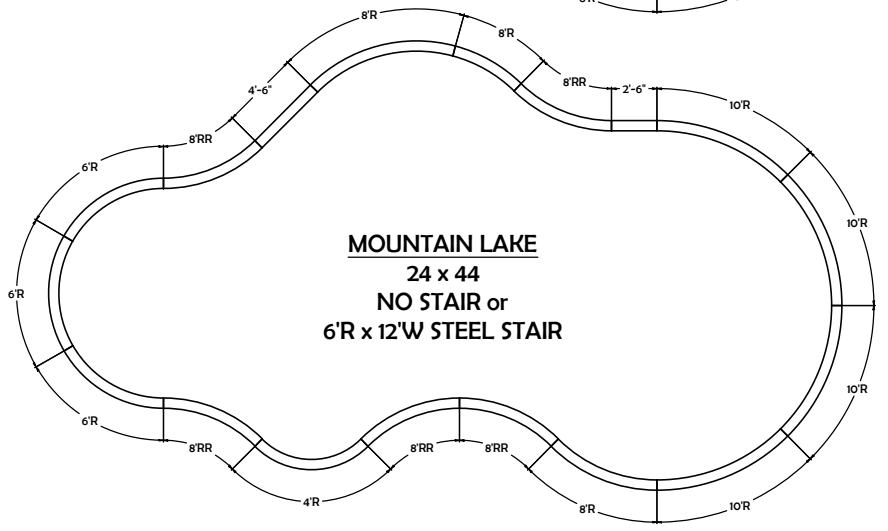 8'R
8'R
8'RR
2'-6"
4'-6"
10'R
8'RR
6'R
10'R
6'R
MOUNTAIN LAKE
24 x 44
NO STAIR or
6'R x 12'W STEEL STAIR
10'R
6'R
8'RR
8'RR
8'RR
4'R
8'R
10'R